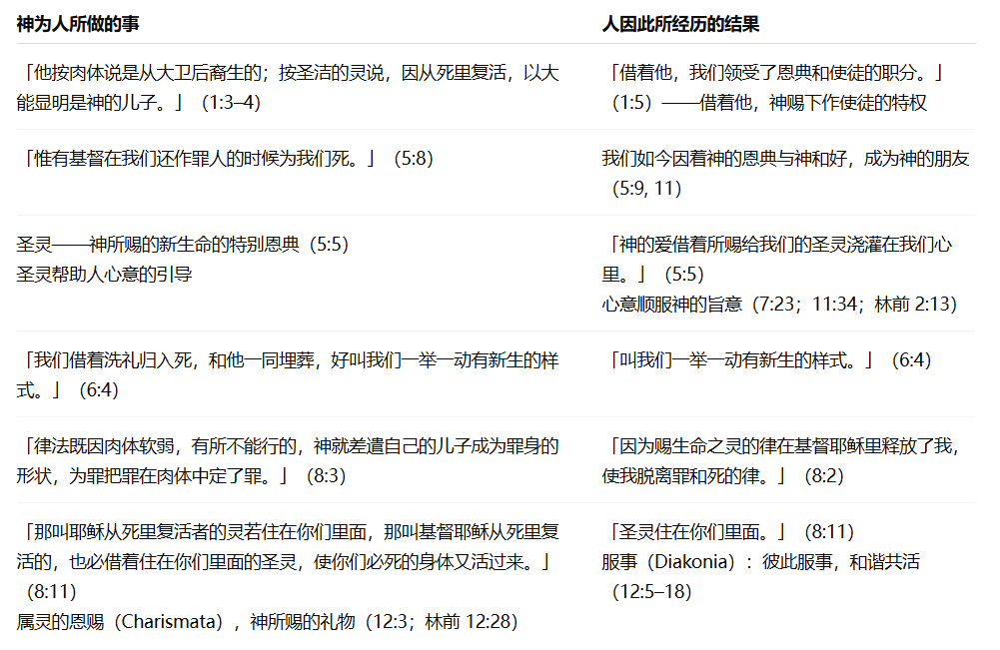 神为人所做的事
人因此所经历的结果
「他按肉体说是从大卫后裔生的；按圣洁的灵说，因从死里复活，以大
能显明是神的儿子。」（1:3–4）
「借着他，我们领受了恩典和使徒的职分。」
（1:5）——借着他，神赐下作使徒的特权
「惟有基督在我们还作罪人的时候为我们死。」（5:8）
我们如今因着神的恩典与神和好，成为神的朋友
（5:9, 11）
圣灵——神所赐的新生命的特别恩典（5:5）
圣灵帮助人心意的引导
「神的爱借着所赐给我们的圣灵浇灌在我们心
里。」（5:5）
心意顺服神的旨意（7:23；11:34；林前 2:13）
「我们借着洗礼归入死，和他一同埋葬，好叫我们一举一动有新生的样
式。」（6:4）
「叫我们一举一动有新生的样式。」（6:4）
「律法既因肉体软弱，有所不能行的，神就差遣自己的儿子成为罪身的
形状，为罪把罪在肉体中定了罪。」（8:3）
「因为赐生命之灵的律在基督耶稣里释放了我，
使我脱离罪和死的律。」（8:2）
「那叫耶稣从死里复活者的灵若住在你们里面，那叫基督耶稣从死里复
活的，也必借着住在你们里面的圣灵，使你们必死的身体又活过来。」
（8:11）
属灵的恩赐（Charismata），神所赐的礼物（12:3；林前 12:28）
「圣灵住在你们里面。」（8:11）
服事（Diakonia）：彼此服事，和谐共活
（12:5–18）